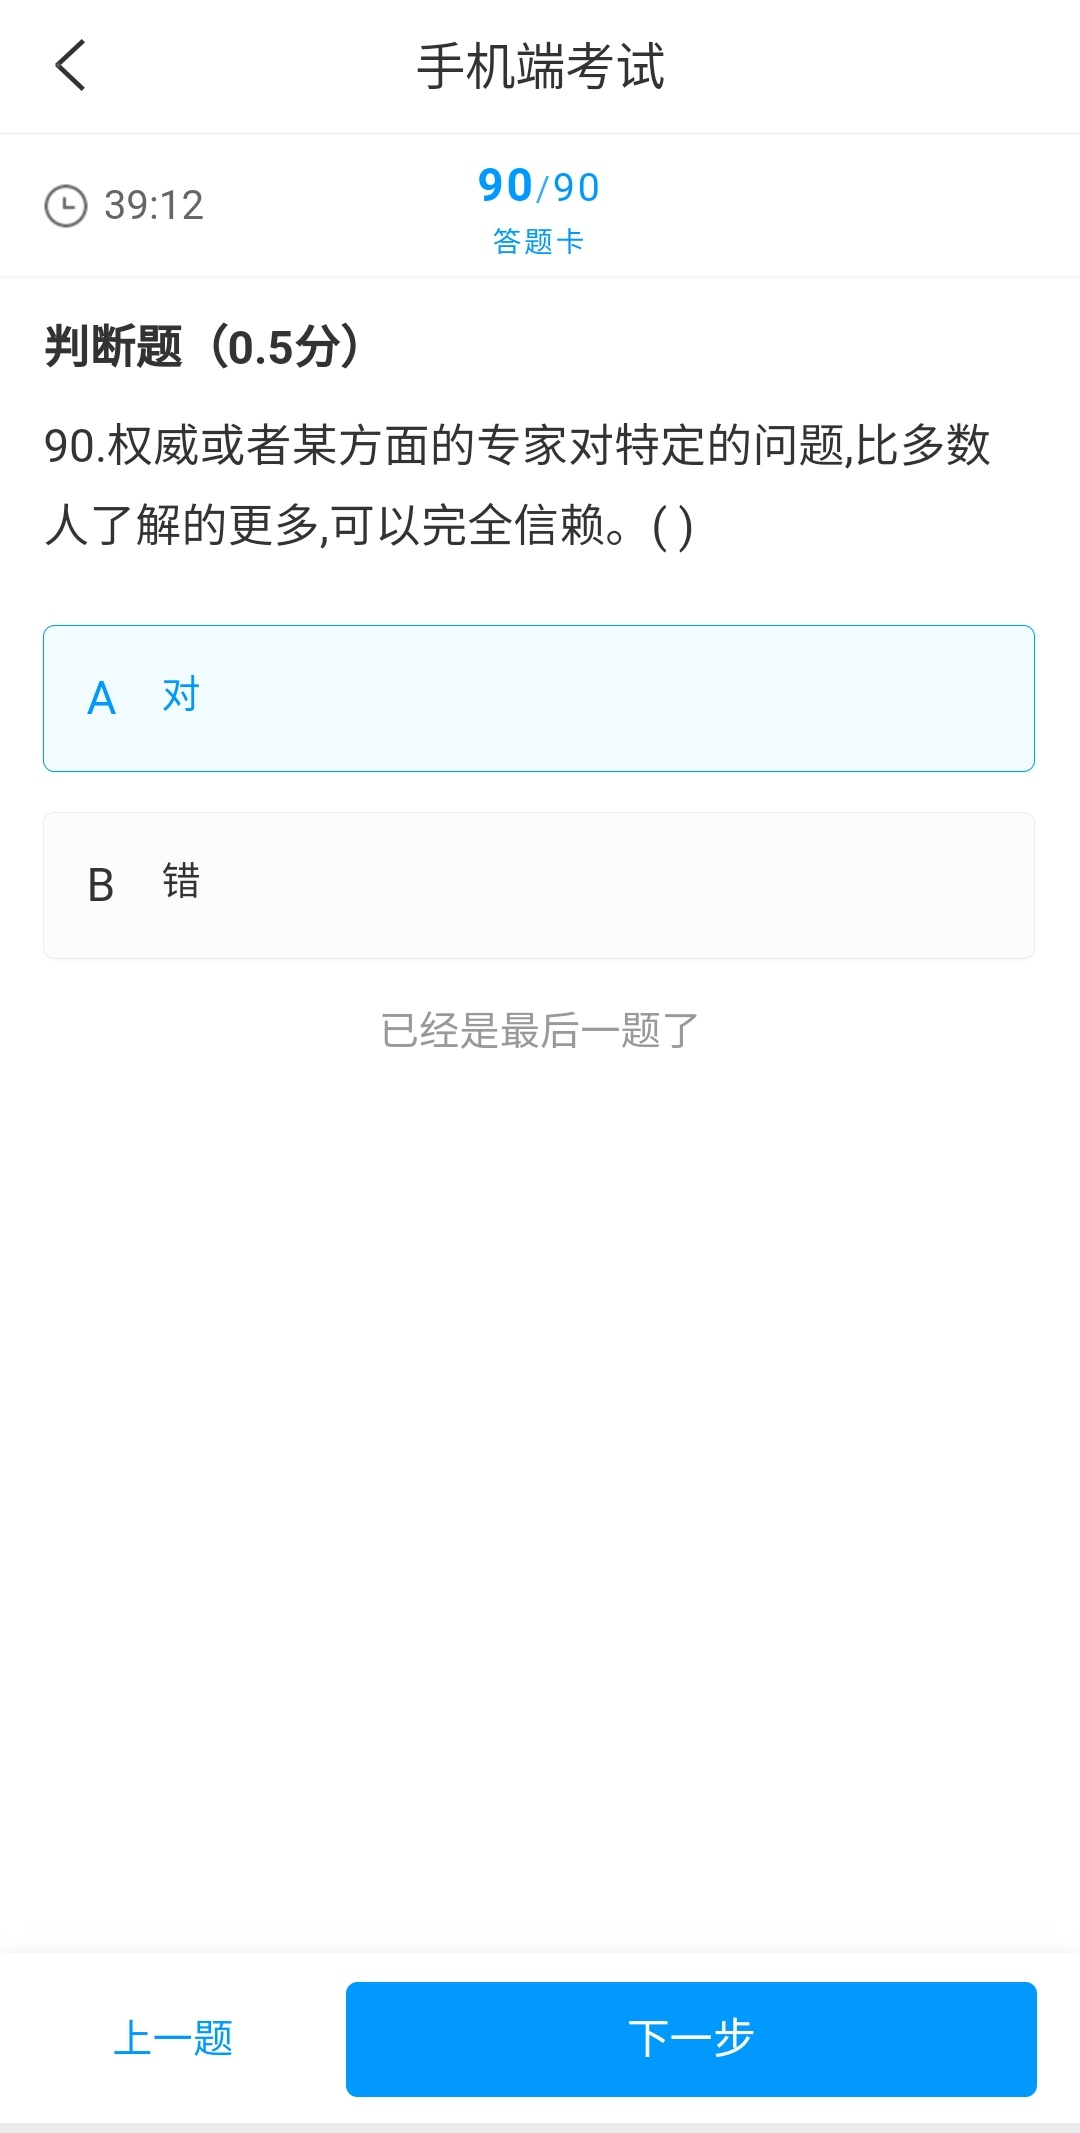 手机端考试
39:12
90/90
答题卡
判断题（0.5分）
90.权威或者某方面的专家对特定的问题,比多数
人了解的更多,可以完全信赖。( )
A 对
B 错
已经是最后一题了
上一题
下一步